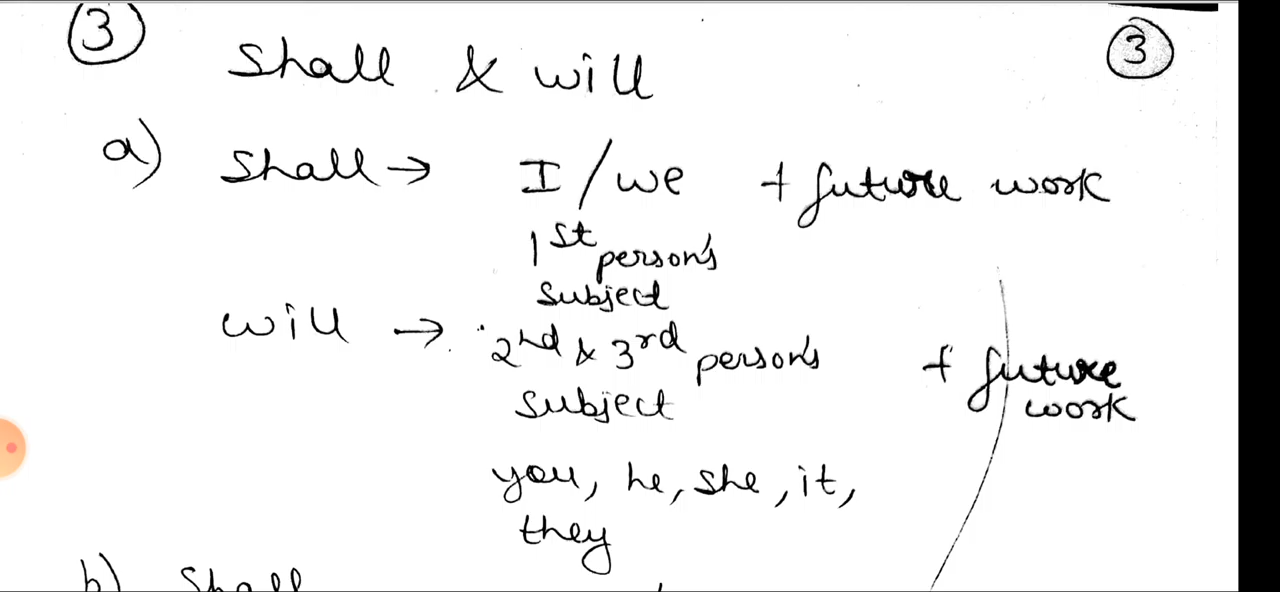 3 3
Shall & will
a) Shall → I/we + future work
1st person's
subject
will → 2nd & 3rd person's + future
subject work
you, he, she, it,
they
b) Shall